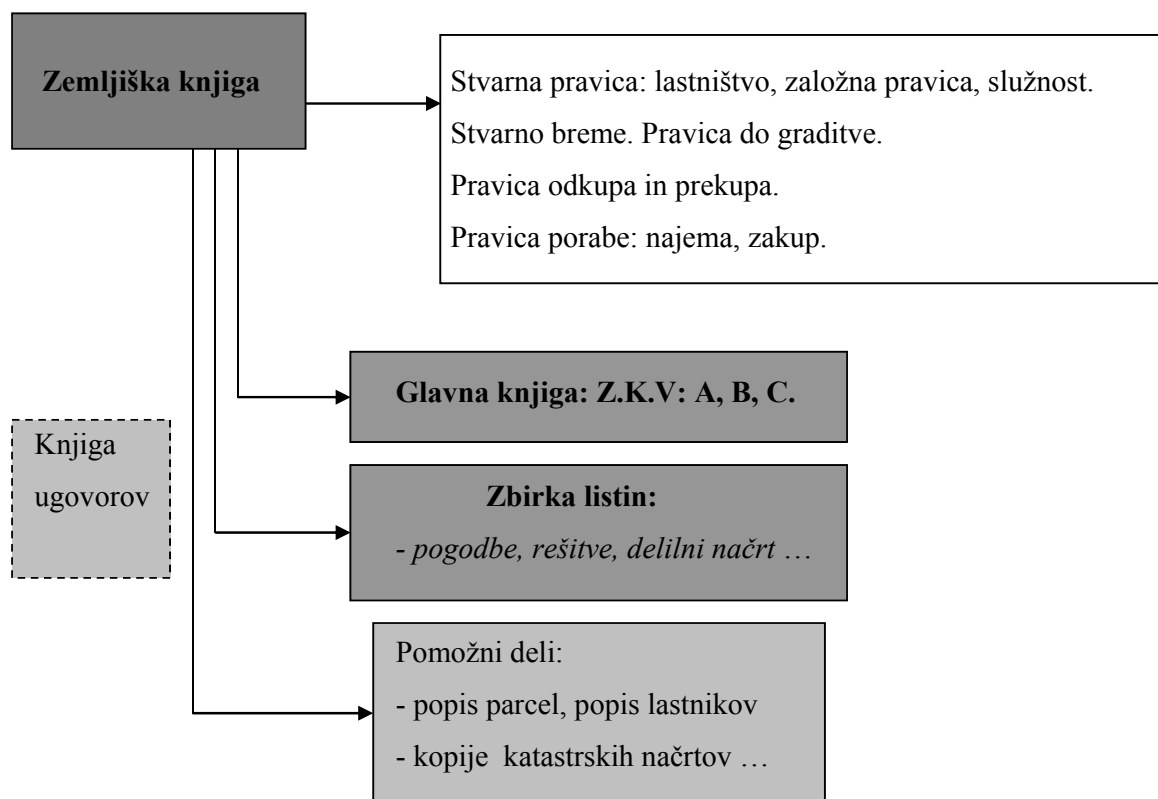 Zemljiška knjiga
Stvarna pravica: lastništvo, založna pravica, služnost.
Stvarno breme. Pravica do graditve.
Pravica odkupa in prekupa.
Pravica porabe: najema, zakup.
Glavna knjiga: Z.K.V: A, B, C.
Knjiga
ugovorov
Zbirka listin:
- pogodbe, rešitve, delilni načrt …
Pomožni deli:
- popis parcel, popis lastnikov
- kopije katastrskih načrtov …